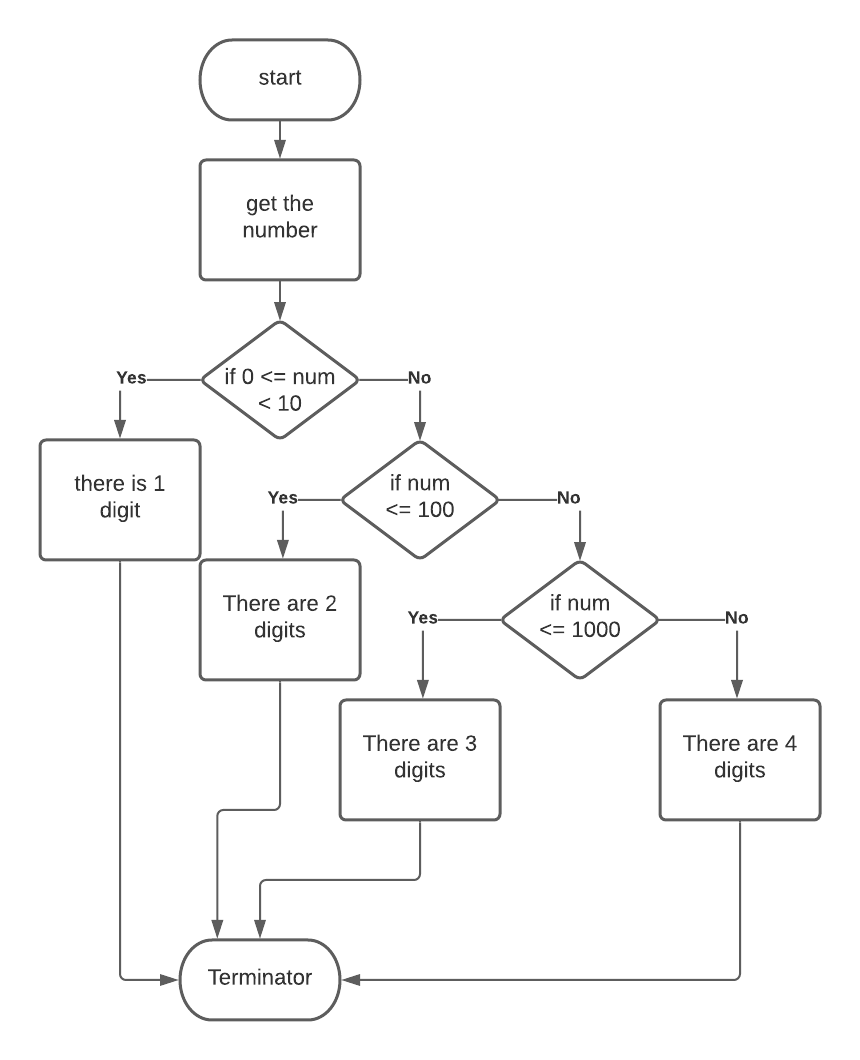 start
get the
number
if 0 <= num
< 10
Yes
No
there is 1
digit
if num
<= 100
Yes
No
There are 2
digits
if num
<= 1000
Yes
No
There are 3
digits
There are 4
digits
Terminator